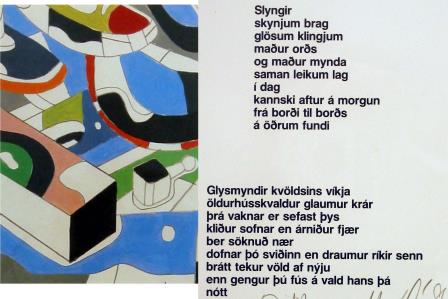 Slyngir
skynjum brag
glösum klingjum
maður orðs
og maður mynda
saman leikum lag
í dag
kannski aftur á morgun
frá borði til borðs
á öðrum fundi
Glysmyndir kvöldsins víkja
öldurhússkvaldur glaumur krár
þrá vaknar er sefast þys
kliður sofnar en árniður fjær
ber söknuð nær
dofnar þó sviðinn en draumur ríkir senn
brátt tekur völd af nýju
enn gengur þú fús á vald hans þá
nótt